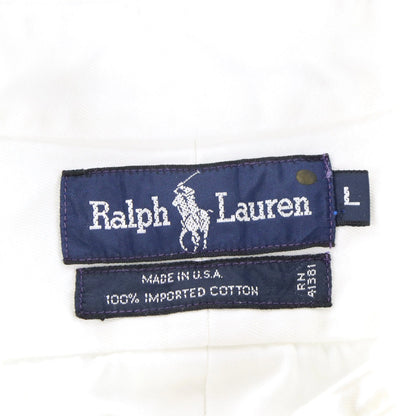 Ralph Lauren
L
MADE IN U.S.A.
100% IMPORTED COTTON
RN
41381